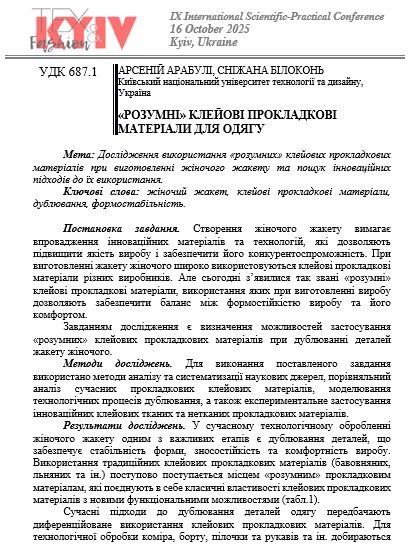 TEX &
KYIV
Fashion
IX International Scientific-Practical Conference
16 October 2025
Kyiv, Ukraine
УДК 687.1
АРСЕНІЙ АРАБУЛІ, СНІЖАНА БІЛОКОНЬ
Київський національний університет технології та дизайну,
Україна
«РОЗУМНІ» КЛЕЙОВІ ПРОКЛАДКОВІ
МАТЕРІАЛИ ДЛЯ ОДЯГУ
Мета: Дослідження використання «розумних» клейових прокладкових
матеріалів при виготовленні жіночого жакету та пощук інноваційних
підходів до їх використання.
Ключові слова: жіночий жакет, клейові прокладкові матеріали,
дублювання, формостабільність.
Постановка завдання. Створення жіночого жакету вимагає
впровадження інноваційних матеріалів та технологій, які дозволяють
підвищити якість виробу і забезпечити його конкурентоспроможність. При
виготовленні жакету жіночого широко використовуються клейові прокладкові
матеріали різних виробників. Але сьогодні з’явилися так звані «розумні»
клейові прокладкові матеріали, використання яких при виготовленні виробу
дозволяють забезпечити баланс між формостійкістю виробу та його
комфортом.
Завданням дослідження є визначення можливостей застосування
«розумних» клейових прокладкових матеріалів при дублюванні деталей
жакету жіночого.
Методи досліджень. Для виконання поставленого завдання
використано методи аналізу та систематизації наукових джерел, порівняльний
аналіз сучасних прокладкових клейових матеріалів, моделювання
технологічних процесів дублювання, а також експериментальне застосування
інноваційних клейових тканих та нетканих прокладкових матеріалів.
Результати досліджень. У сучасному технологічному обробленні
жіночого жакету одним з важливих етапів є дублювання деталей, що
забезпечує стабільність форми, зносостійкість та комфортність виробу.
Використання традиційних клейових прокладкових матеріалів (бавовняних,
льняних та ін.) поступово поступається місцем «розумним» прокладковим
матеріалам, які поєднують в себе класичні властивості клейових прокладкових
матеріалів з новими функціональними можливостями (табл.1).
Сучасні підходи до дублювання деталей одягу передбачають
диференційоване використання клейових прокладкових матеріалів. Для
технологічної обробки коміра, борту, пілочки та рукавів та ін. добираються